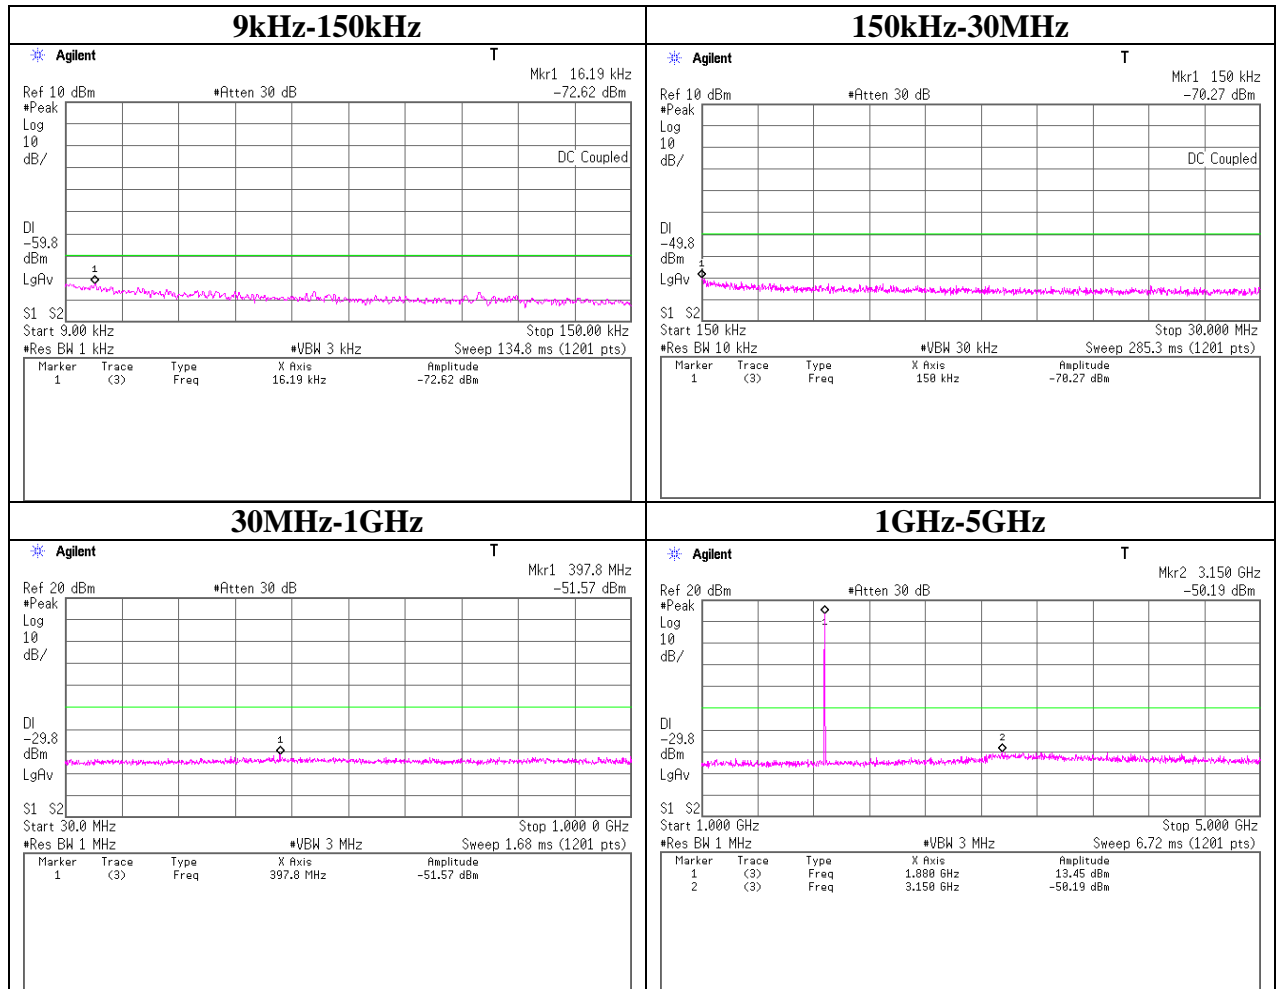 9kHz-150kHz
Agilent T
Mkr1 16.19 kHz
Ref 10 dBm #Atten 30 dB -72.62 dBm
#Peak
Log
10
dB/
DC Coupled
DI
-59.8
dBm
LgAv
1
S1 S2
Start 9.00 kHz Stop 150.00 kHz
#Res BW 1 kHz #VBW 3 kHz Sweep 134.8 ms (1201 pts)
Marker Trace Type X Axis Amplitude
1 (3) Freq 16.19 kHz -72.62 dBm
150kHz-30MHz
Agilent T
Mkr1 150 kHz
Ref 10 dBm #Atten 30 dB -70.27 dBm
#Peak
Log
10
dB/
DC Coupled
DI
-49.8
dBm
1
LgAv
S1 S2
Start 150 kHz Stop 30.000 MHz
#Res BW 10 kHz #VBW 30 kHz Sweep 285.3 ms (1201 pts)
Marker Trace Type X Axis Amplitude
1 (3) Freq 150 kHz -70.27 dBm
30MHz-1GHz
Agilent T
Mkr1 397.8 MHz
Ref 20 dBm #Atten 30 dB -51.57 dBm
#Peak
Log
10
dB/
DI
-29.8
dBm
1
LgAv
S1 S2
Start 30.0 MHz Stop 1.000 0 GHz
#Res BW 1 MHz #VBW 3 MHz Sweep 1.68 ms (1201 pts)
Marker Trace Type X Axis Amplitude
1 (3) Freq 397.8 MHz -51.57 dBm
1GHz-5GHz
Agilent T
Mkr2 3.150 GHz
Ref 20 dBm #Atten 30 dB -50.19 dBm
#Peak
Log
1
10
dB/
DI
-29.8
dBm
2
LgAv
S1 S2
Start 1.000 GHz Stop 5.000 GHz
#Res BW 1 MHz #VBW 3 MHz Sweep 6.72 ms (1201 pts)
Marker Trace Type X Axis Amplitude
1 (3) Freq 1.880 GHz 13.45 dBm
2 (3) Freq 3.150 GHz -50.19 dBm